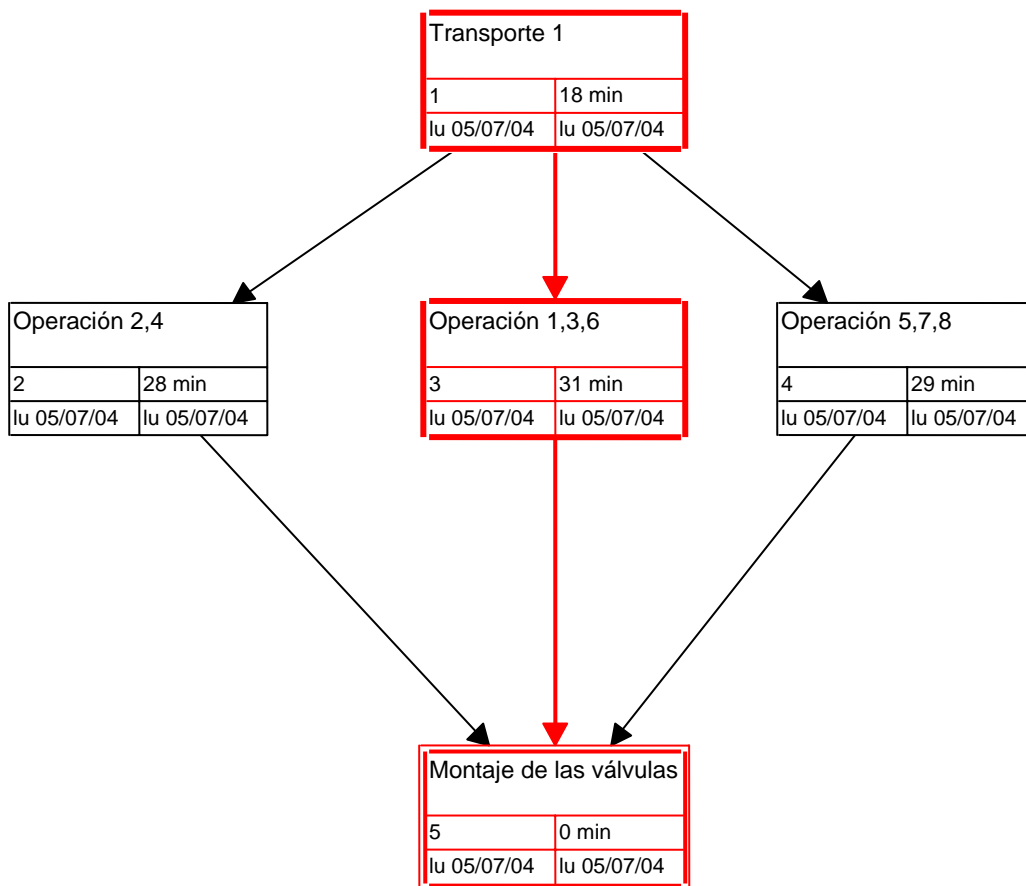 Transporte 1
1 18 min
lu 05/07/04 lu 05/07/04
Operación 2,4
2 28 min
lu 05/07/04 lu 05/07/04
Operación 1,3,6
3 31 min
lu 05/07/04 lu 05/07/04
Operación 5,7,8
4 29 min
lu 05/07/04 lu 05/07/04
Montaje de las válvulas
5 0 min
lu 05/07/04 lu 05/07/04